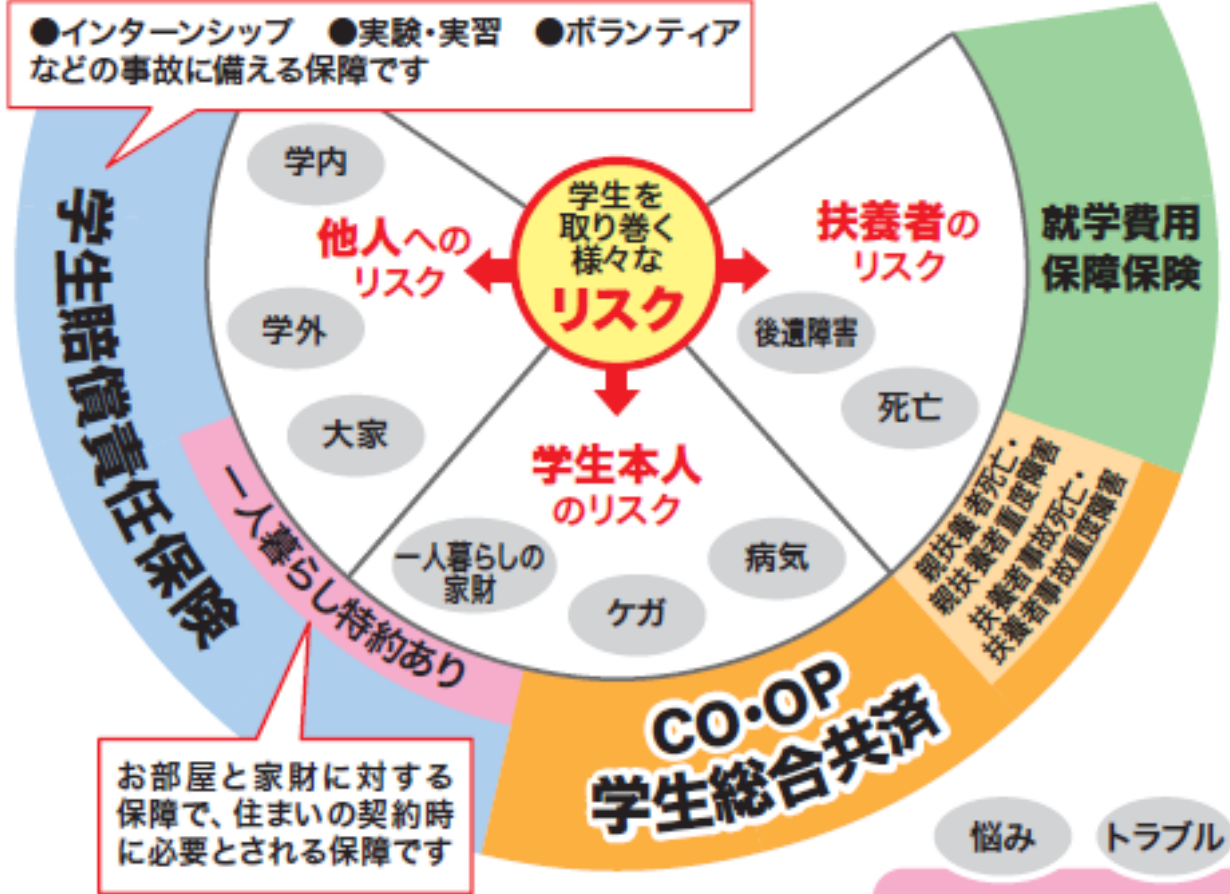 ●インターンシップ ●実験・実習 ●ボランティア
などの事故に備える保障です
学内
他人への
リスク
学外
大家
学生を
取り巻く
様々な
リスク
扶養者の
リスク
後遺障害
死亡
学生本人
のリスク
一人暮らしの
家財
ケガ
病気
学生賠償責任保険
一人暮らし特約あり
お部屋と家財に対する
保障で、住まいの契約時
に必要とされる保障です
就学費用
保障保険
親扶養者死亡・
親扶養者重度障害
扶養者事故死亡・
扶養者事故重度障害
CO・OP
学生総合共済
悩み
トラブル